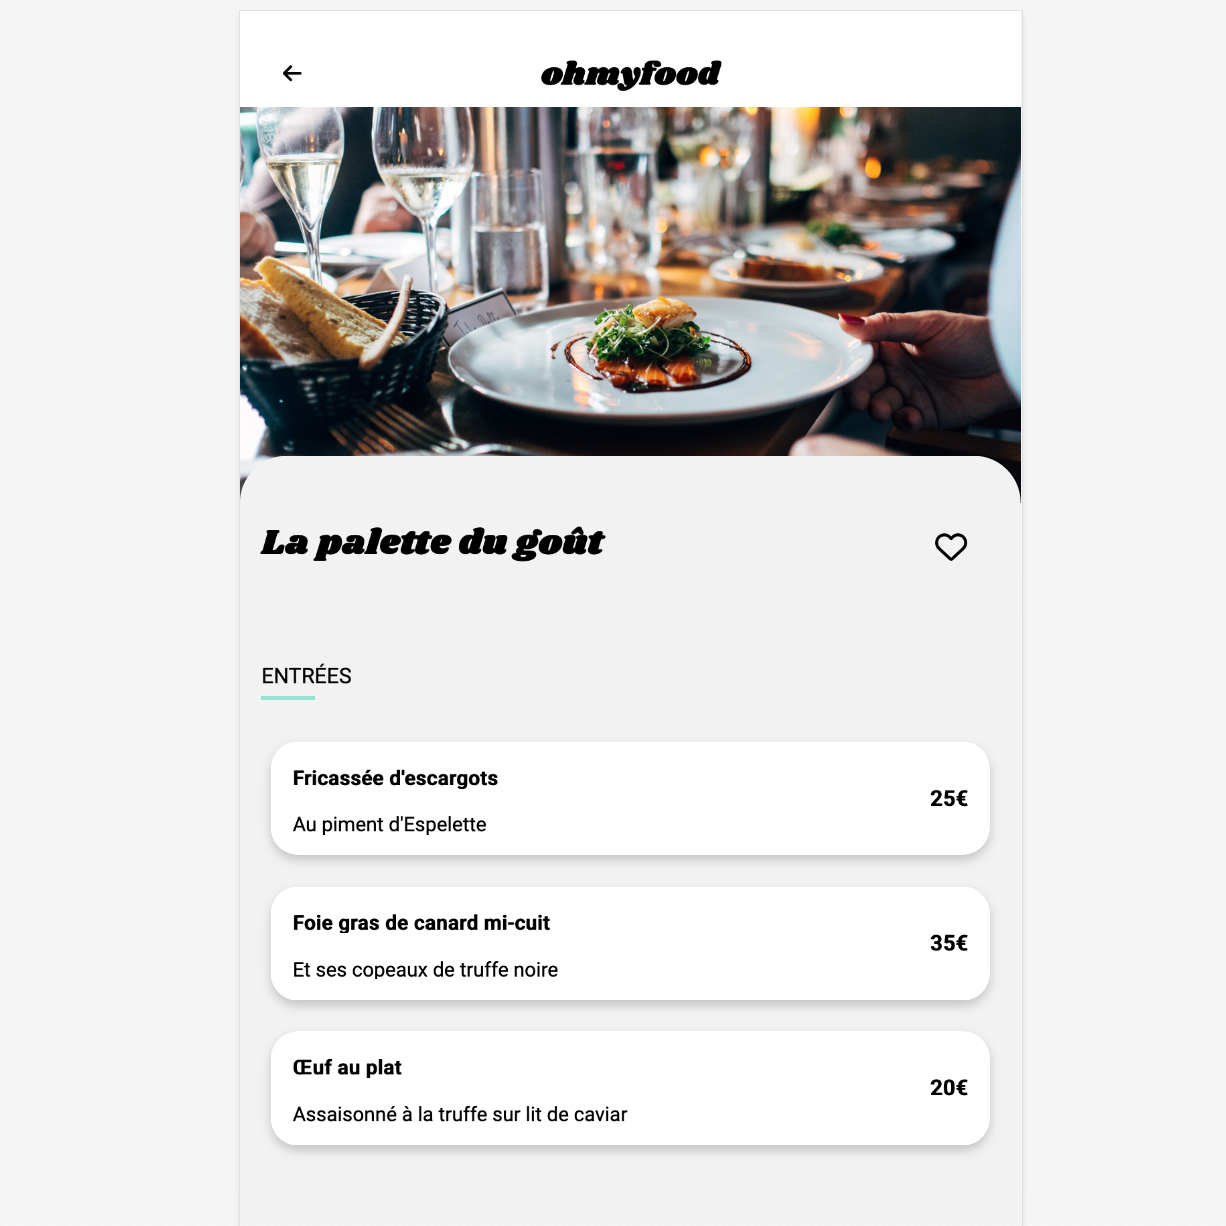 ohmyfood
La palette du goût
ENTRÉES
Fricassée d'escargots
25€
Au piment d'Espelette
Foie gras de canard mi-cuit
35€
Et ses copeaux de truffe noire
Œuf au plat
20€
Assaisonné à la truffe sur lit de caviar